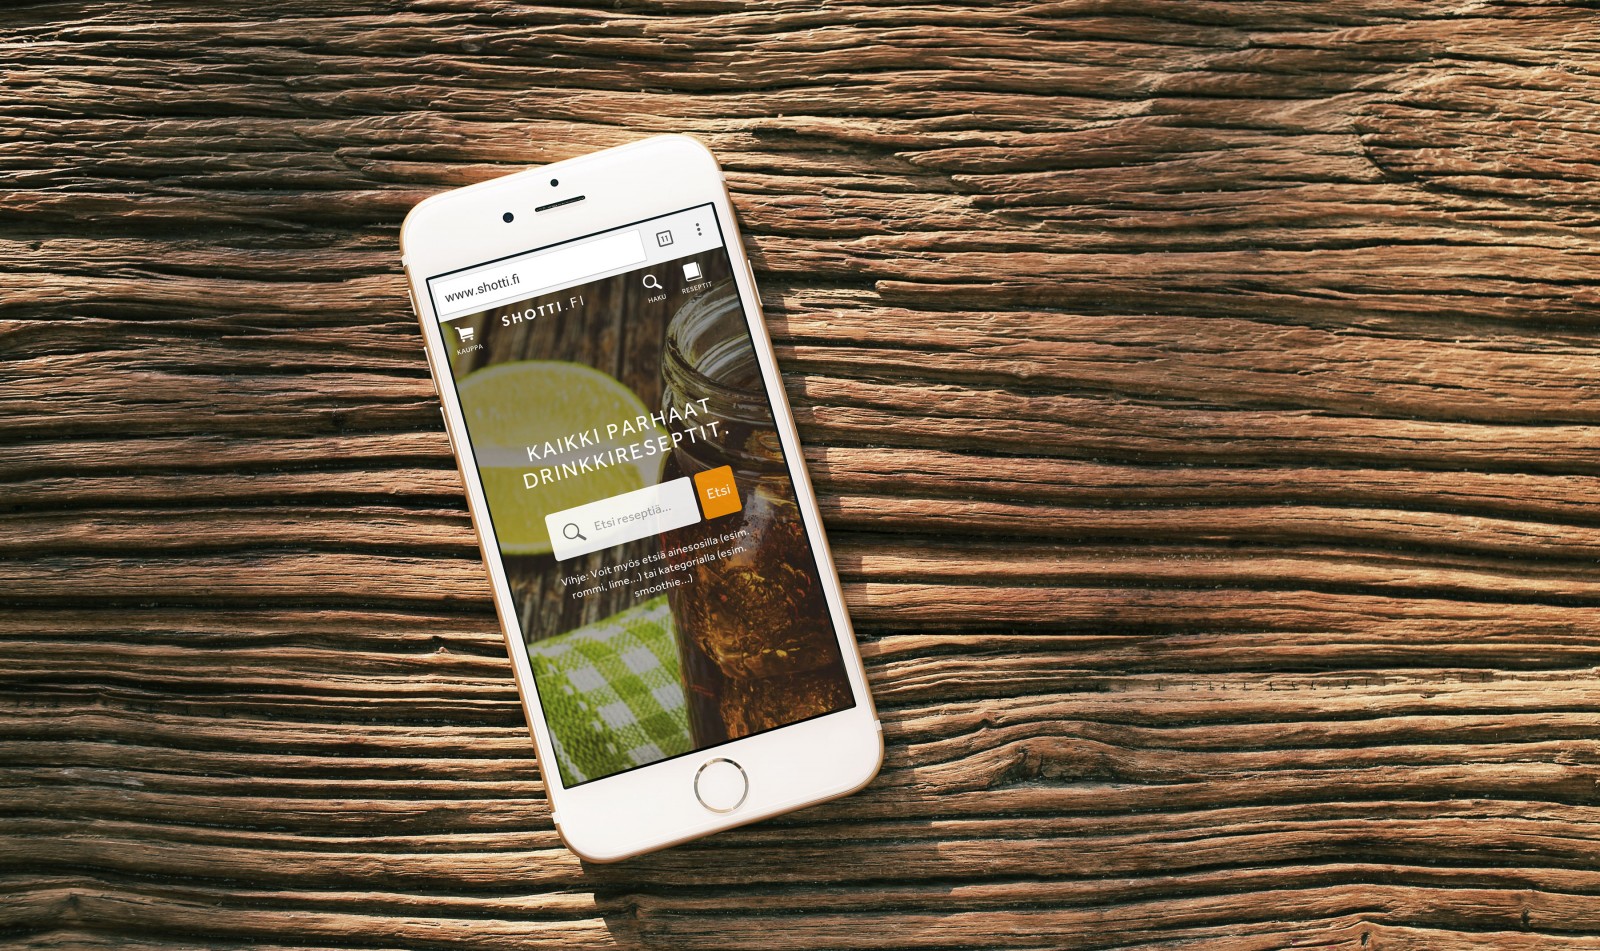 www.shotti.fi
11
SHOTTI.FI
KAUPPA
HAKU
RESEPTIT
KAIKKI PARHAAT
DRINKKIRESEPTIT.
Etsi reseptiä...
Etsi
Vihje: Voit myös etsiä ainesosilla (esim.
rommi, lime...) tai kategorialla (esim.
smoothie...)